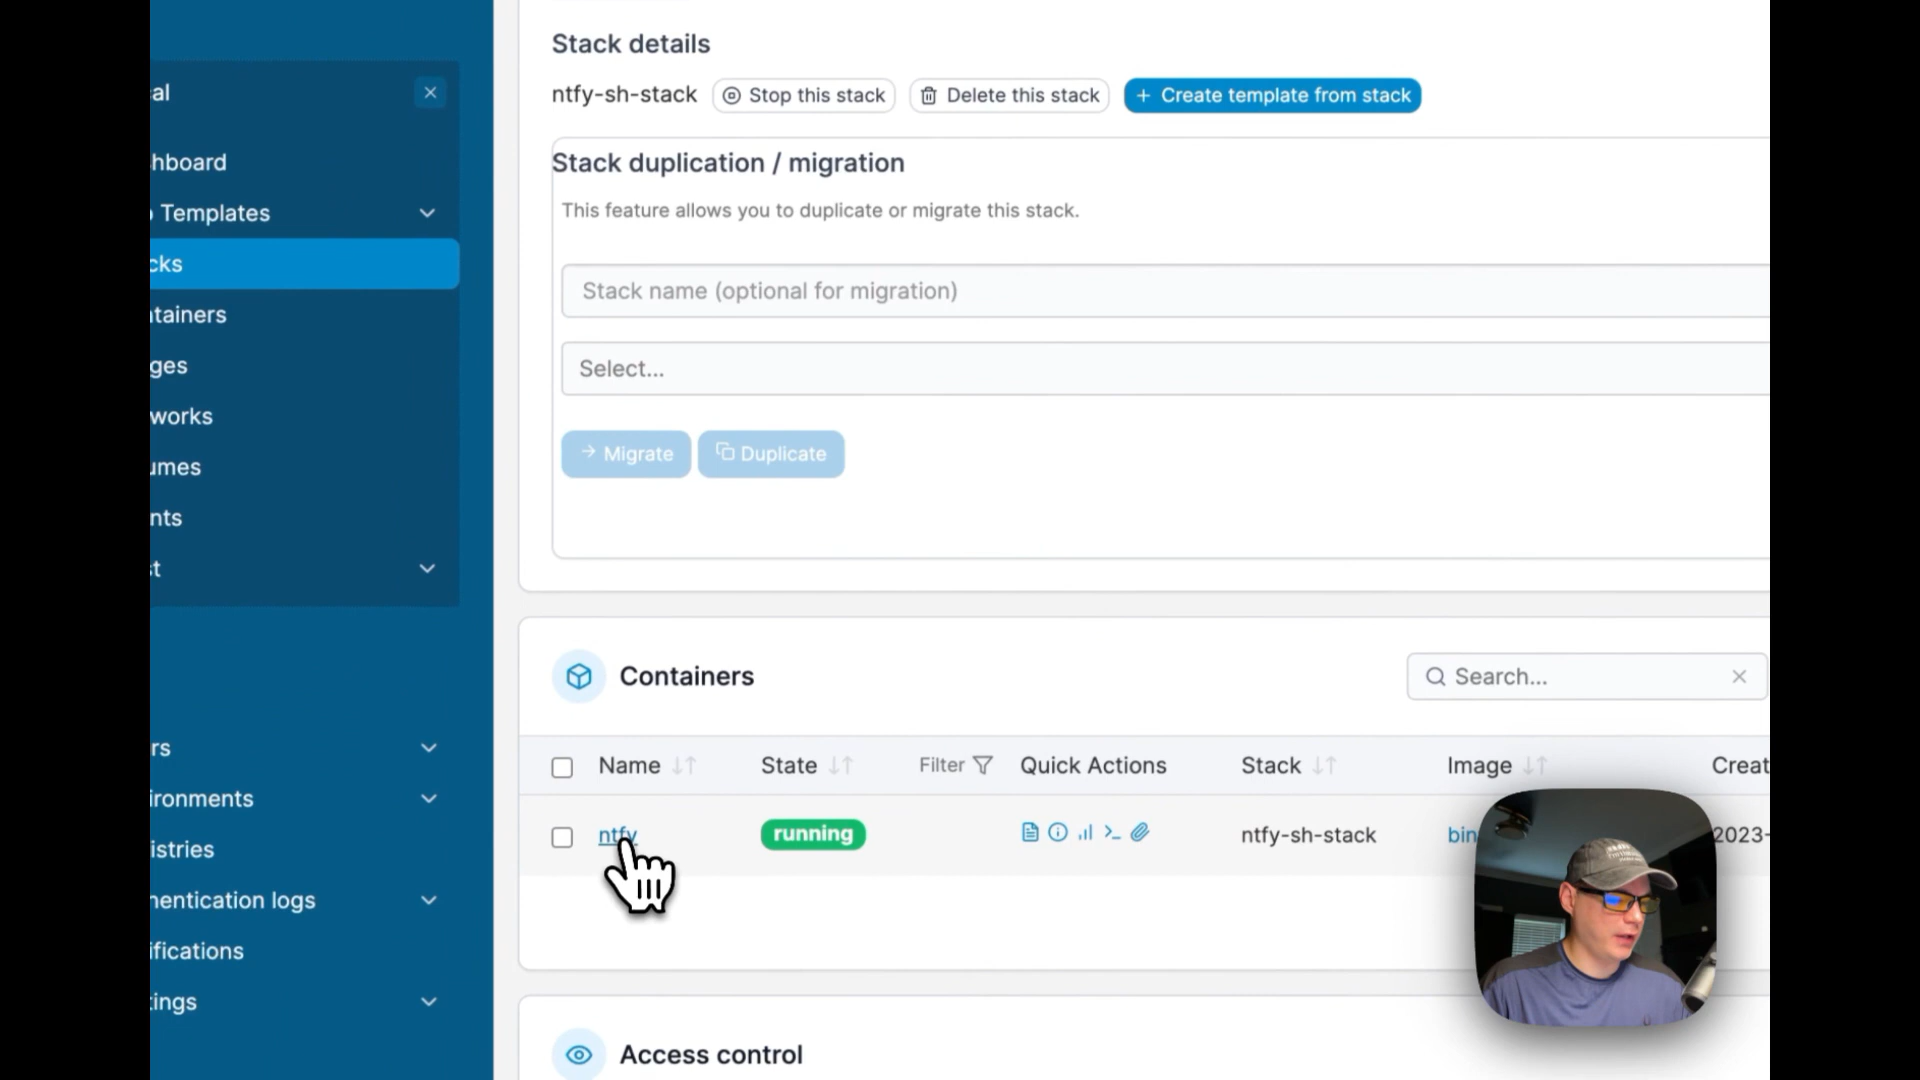 al
hboard
Templates
cks
tainers
ges
works
umes
nts
st
rs
ironments
istries
hentication logs
ifications
tings
Stack details
ntfy-sh-stack
Stop this stack
Delete this stack
+ Create template from stack
Stack duplication / migration
This feature allows you to duplicate or migrate this stack.
Stack name (optional for migration)
Select...
Migrate
Duplicate
Containers
Search...
Name State Filter Quick Actions Stack Image Creat
ntfy running ntfy-sh-stack bin 2023-
Access control